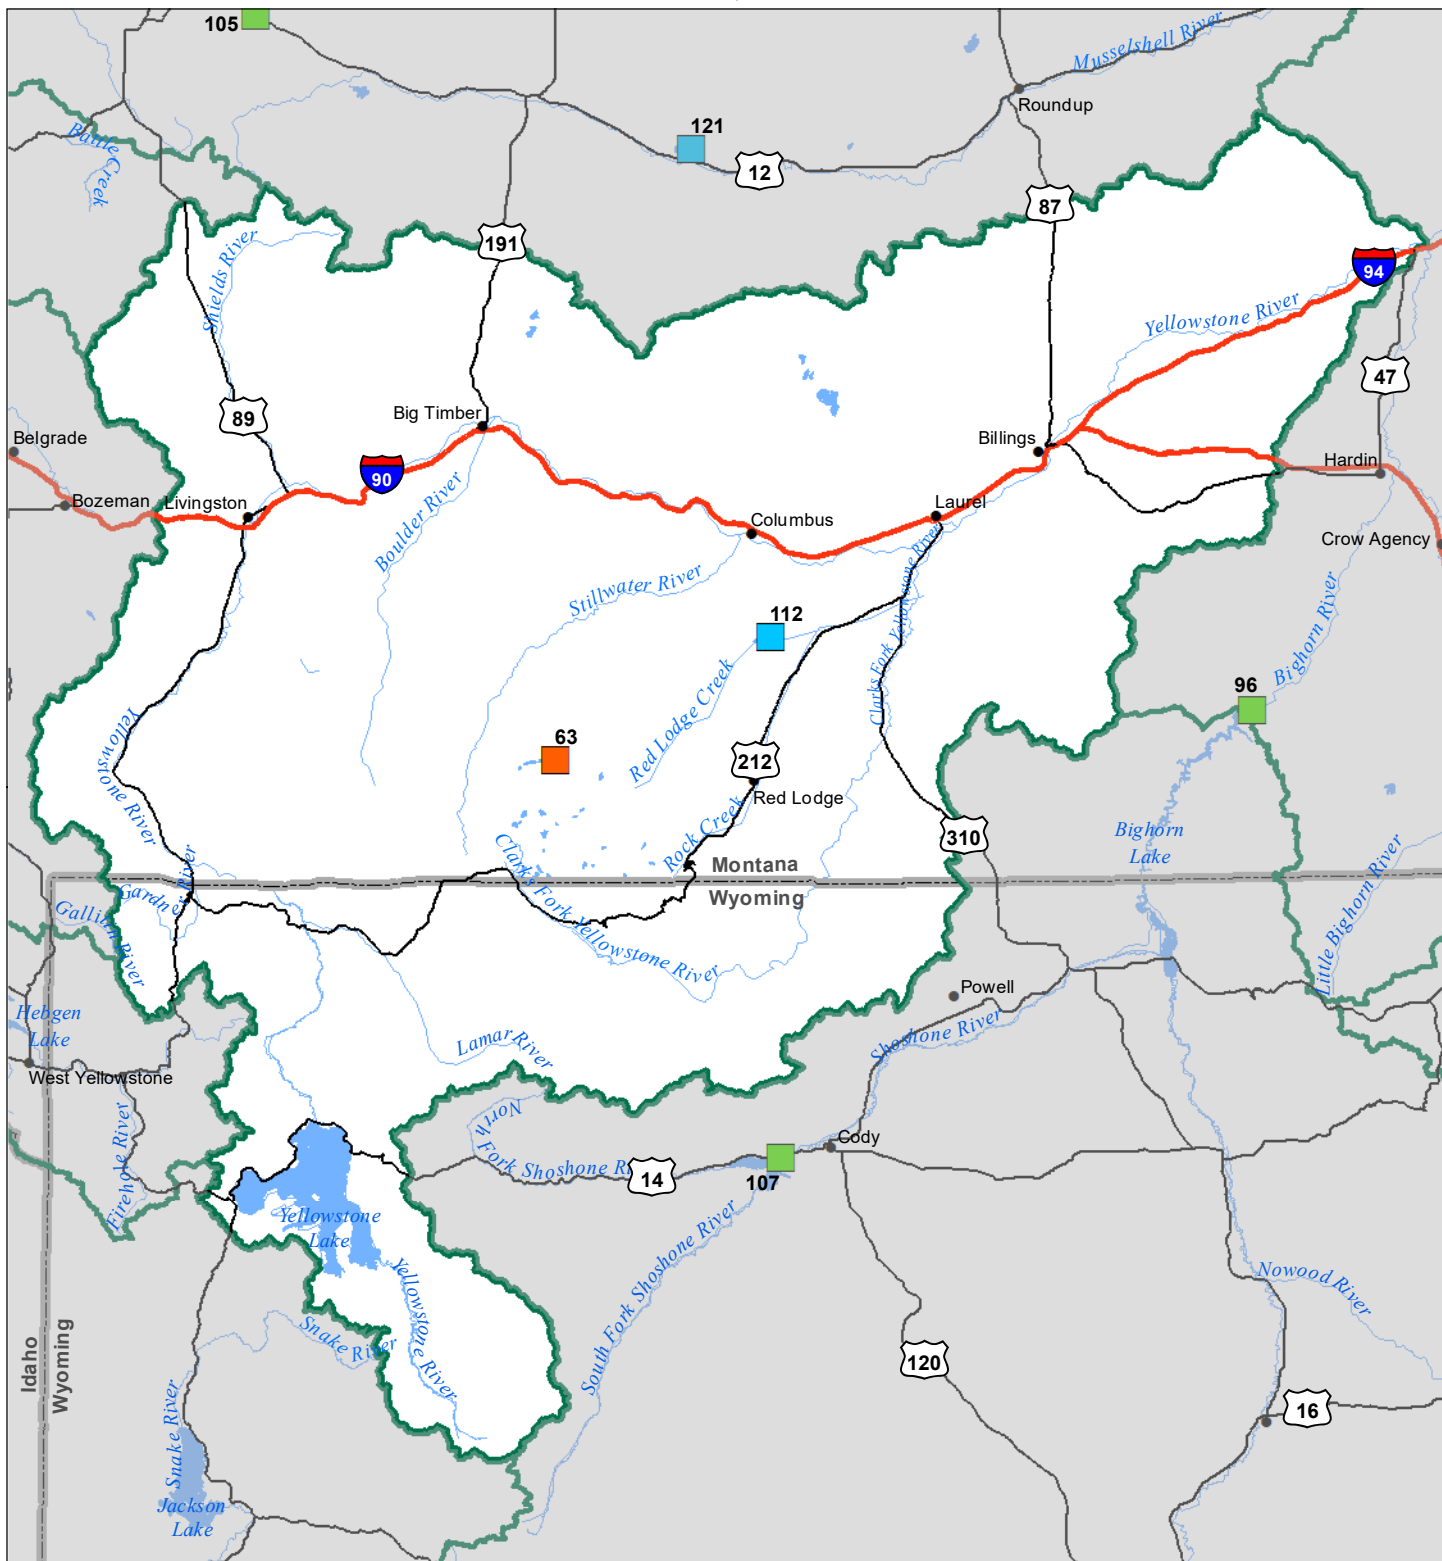 105
Musselshell River
Roundup
121
12
Battle Creek
87
191
94
Shields River
Yellowstone River
47
89
Big Timber
Belgrade
Billings
Hardin
90
Bozeman
Livingston
Laurel
Columbus
Crow Agency
Boulder River
Stillwater River
Clarks Fork Yellowstone River
112
Bighorn River
Red Lodge Creek
96
Yellowstone River
63
212
Red Lodge
Rock Creek
310
Bighorn
Lake
Montana
Wyoming
Clarks Fork Yellowstone River
Gardner River
Gallitin River
Little Bighorn River
Powell
Hebgen
Lake
Shoshone River
Lamar River
West Yellowstone
North Fork Shoshone R
Cody
Firehole River
14
107
Yellowstone
Lake
South Fork Shoshone River
Yellowstone River
Nowood River
Snake River
Idaho
Wyoming
120
Snake River
16
Jackson
Lake